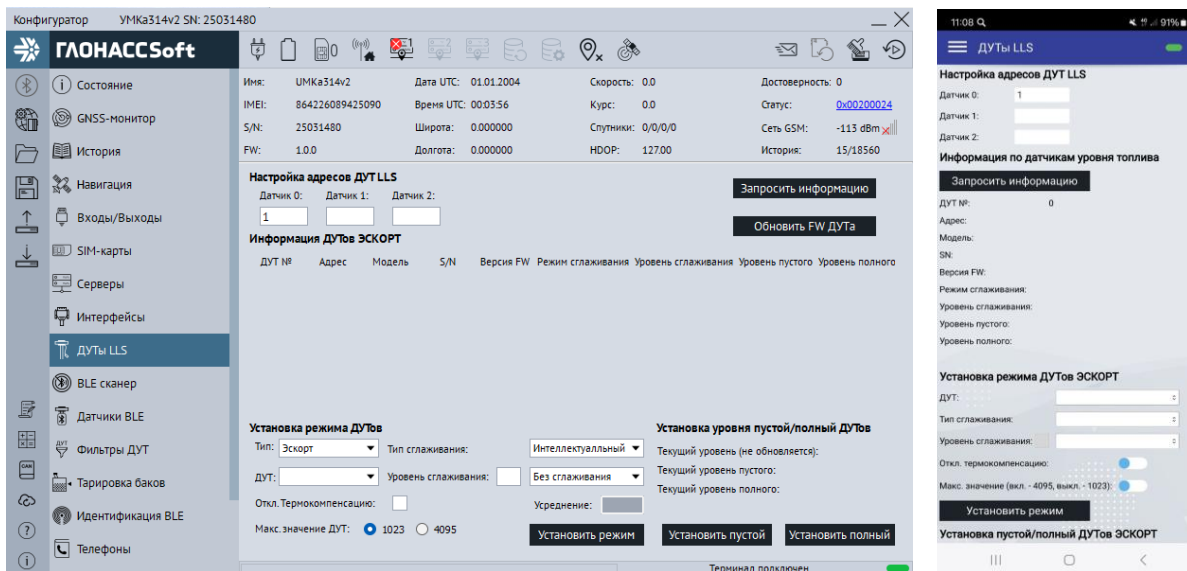 Конфигуратор УМКа314v2 SN: 25031480
ГЛОНАССSoft
Состояние
GNSS-монитор
История
Навигация
Входы/Выходы
SIM-карты
Серверы
Интерфейсы
ДУТы LLS
BLE сканер
Датчики BLE
Фильтры ДУТ
Тарировка баков
Идентификация BLE
Телефоны
0 1 2
Имя: UMKa314v2 Дата UTC: 01.01.2004 Скорость: 0.0 Достоверность: 0
IMEI: 864226089425090 Время UTC: 00:03:56 Курс: 0.0 Статус: 0x00200024
S/N: 25031480 Широта: 0.000000 Спутники: 0/0/0/0 Сеть GSM: -113 dBm
FW: 1.0.0 Долгота: 0.000000 HDOP: 127.00 История: 15/18560
Настройка адресов ДУТ LLS
Датчик 0: Датчик 1: Датчик 2:
1
Запросить информацию
Обновить FW ДУТа
Информация ДУТов ЭСКОРТ
ДУТ № Адрес Модель S/N Версия FW Режим сглаживания Уровень сглаживания Уровень пустого Уровень полного
Установка режима ДУТов
Тип: Эскорт Тип сглаживания: Интеллектуалльный
ДУТ: Уровень сглаживания: Без сглаживания
Откл. Термокомпенсацию: Усреднение:
Макс. значение ДУТ: 1023 4095 Установить режим
Установка уровня пустой/полный ДУТов
Текущий уровень (не обновляется):
Текущий уровень пустого:
Текущий уровень полного:
Установить пустой Установить полный
Терминал подключен
11:08 91%
ДУТы LLS
Настройка адресов ДУТ LLS
Датчик 0: 1
Датчик 1:
Датчик 2:
Информация по датчикам уровня топлива
Запросить информацию
ДУТ №: 0
Адрес:
Модель:
SN:
Версия FW:
Режим сглаживания:
Уровень сглаживания:
Уровень пустого:
Уровень полного:
Установка режима ДУТов ЭСКОРТ
ДУТ:
Тип сглаживания:
Уровень сглаживания:
Откл. термокомпенсацию:
Макс. значение (вкл. - 4095, выкл. - 1023):
Установить режим
Установка пустой/полный ДУТов ЭСКОРТ